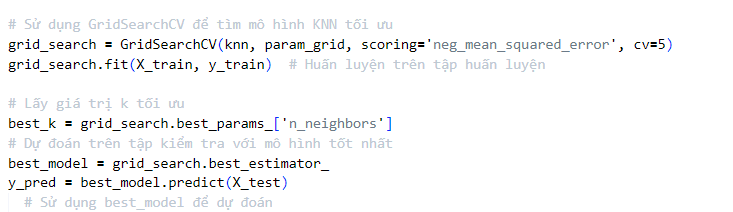 # Sử dụng GridSearchCV để tìm mô hình KNN tối ưu
grid_search = GridSearchCV(knn, param_grid, scoring='neg_mean_squared_error', cv=5)
grid_search.fit(X_train, y_train)  # Huấn luyện trên tập huấn luyện

# Lấy giá trị k tối ưu
best_k = grid_search.best_params_['n_neighbors']
# Dự đoán trên tập kiểm tra với mô hình tốt nhất
best_model = grid_search.best_estimator_
y_pred = best_model.predict(X_test)
  # Sử dụng best_model để dự đoán